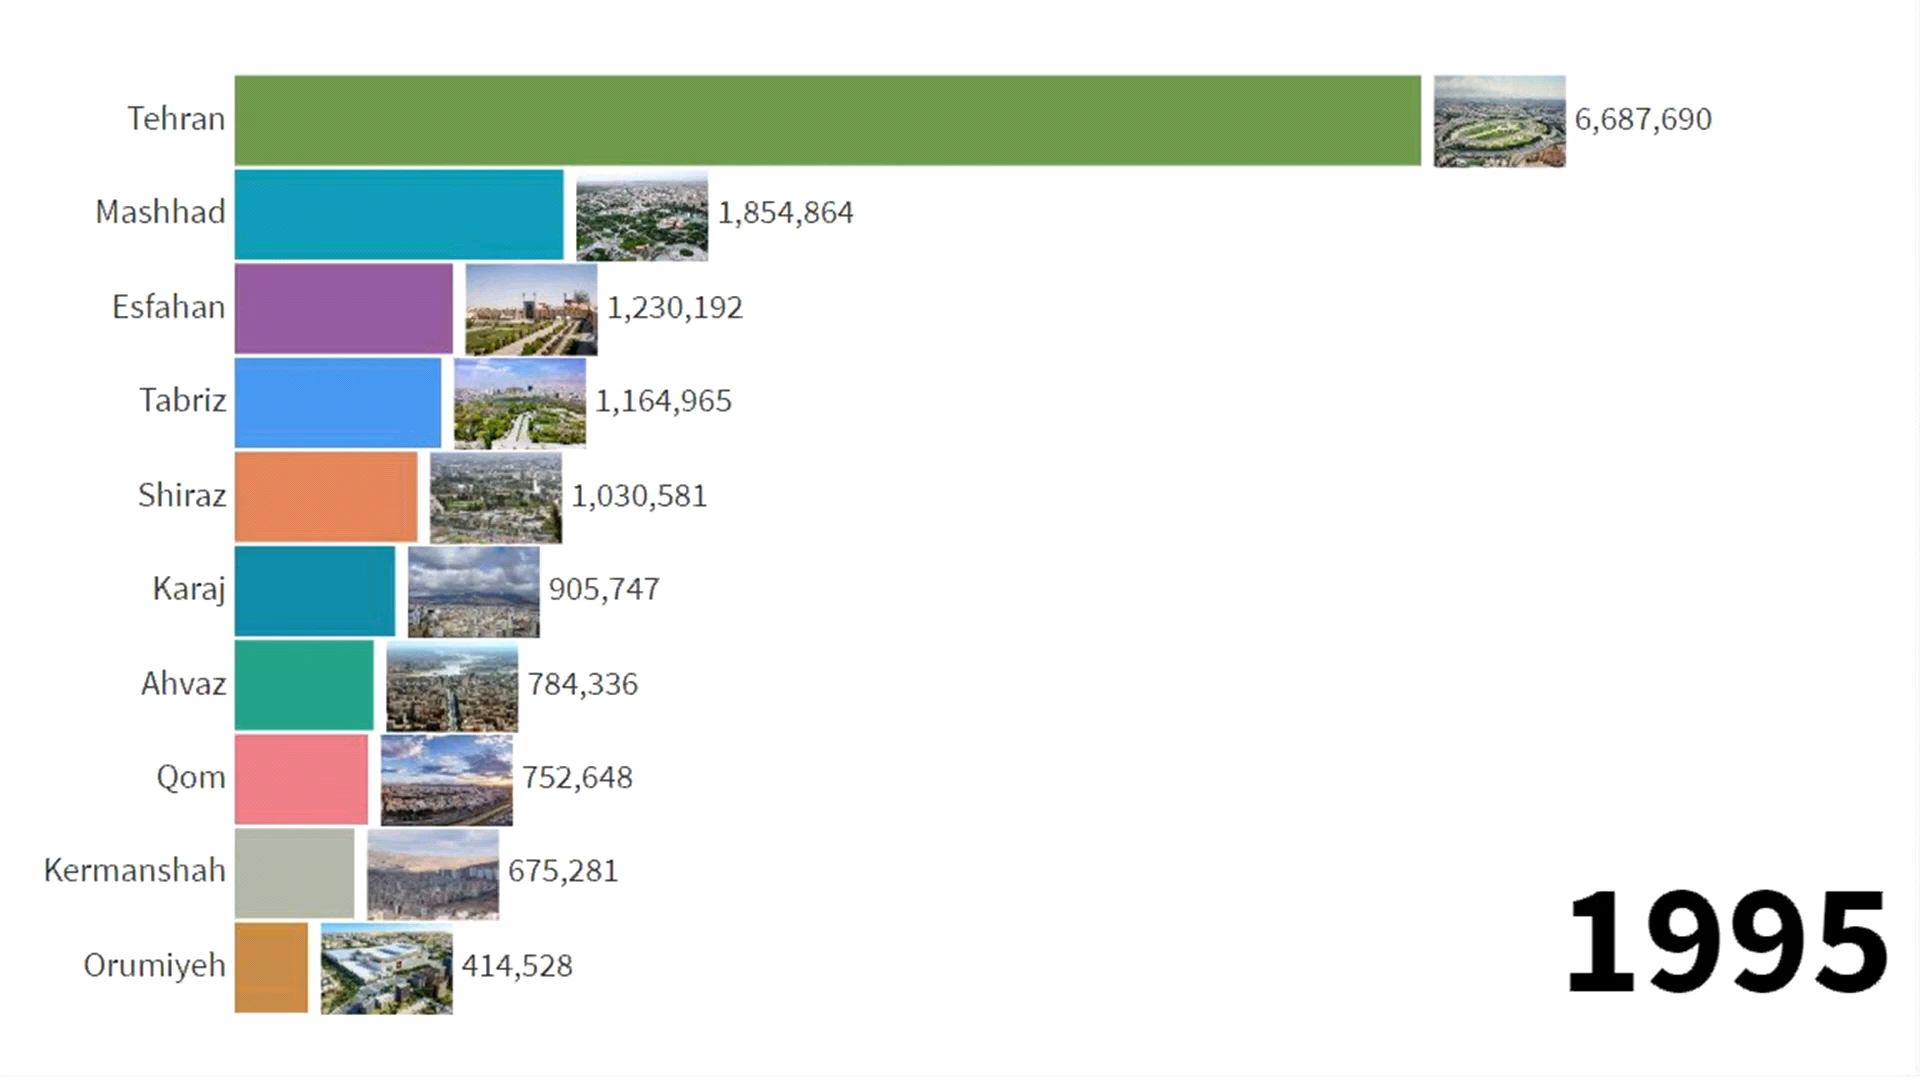 Tehran 6,687,690
Mashhad 1,854,864
Esfahan 1,230,192
Tabriz 1,164,965
Shiraz 1,030,581
Karaj 905,747
Ahvaz 784,336
Qom 752,648
Kermanshah 675,281
Orumiyeh 414,528
1995